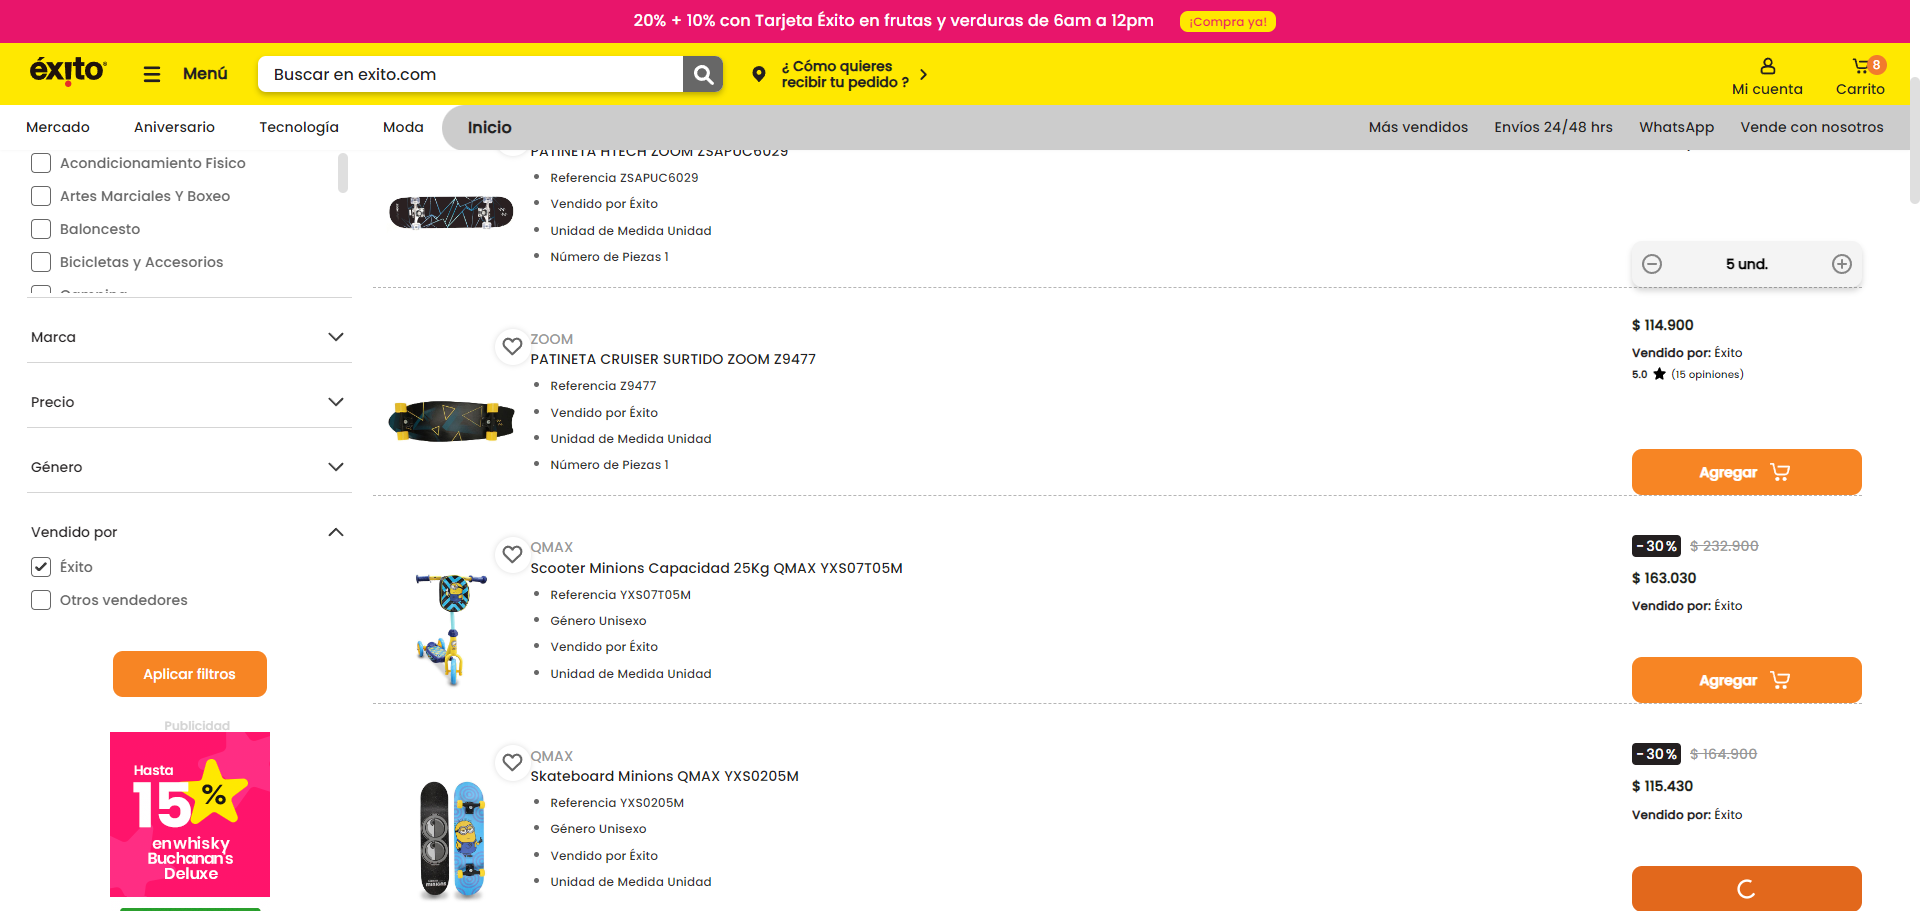 20% + 10% con Tarjeta Éxito en frutas y verduras de 6am a 12pm
¡Compra ya!
éxito
Menú
Buscar en exito.com
¿ Cómo quieres
recibir tu pedido ?
Mi cuenta
8
Carrito
Mercado
Aniversario
Tecnología
Moda
Inicio
Más vendidos
Envíos 24/48 hrs
WhatsApp
Vende con nosotros
Acondicionamiento Fisico
Artes Marciales Y Boxeo
Baloncesto
Bicicletas y Accesorios
Camping
Marca
Precio
Género
Vendido por
Éxito
Otros vendedores
Aplicar filtros
Publicidad
Hasta
15%
en whisky
Buchanan's
Deluxe
PATINETA HTECH ZOOM ZSAPUC6029
Referencia ZSAPUC6029
Vendido por Éxito
Unidad de Medida Unidad
Número de Piezas 1
5 und.
ZOOM
PATINETA CRUISER SURTIDO ZOOM Z9477
Referencia Z9477
Vendido por Éxito
Unidad de Medida Unidad
Número de Piezas 1
$ 114.900
Vendido por: Éxito
5.0 ★ (15 opiniones)
Agregar
QMAX
Scooter Minions Capacidad 25Kg QMAX YXS07T05M
Referencia YXS07T05M
Género Unisexo
Vendido por Éxito
Unidad de Medida Unidad
-30% $ 232.900
$ 163.030
Vendido por: Éxito
Agregar
QMAX
Skateboard Minions QMAX YXS0205M
Referencia YXS0205M
Género Unisexo
Vendido por Éxito
Unidad de Medida Unidad
-30% $ 164.900
$ 115.430
Vendido por: Éxito